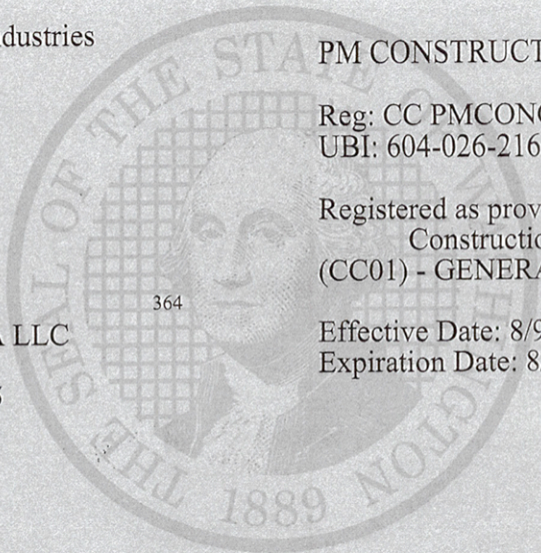 dustries
364
A LLC
PM CONSTRUCT
Reg: CC PMCON
UBI: 604-026-216
Registered as prov
Constructio
(CC01) - GENERA
Effective Date: 8/9
Expiration Date: 8
THE SEAL OF THE STATE OF WASHINGTON
1889